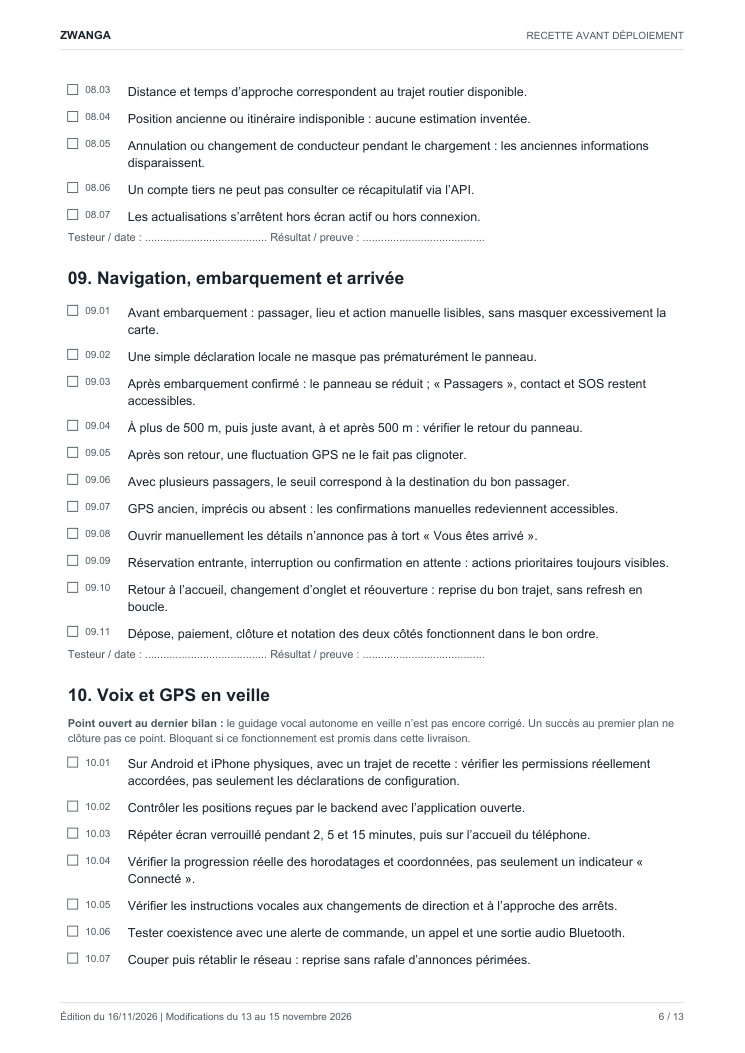 ZWANGA
RECETTE AVANT DÉPLOIEMENT
08.03 Distance et temps d’approche correspondent au trajet routier disponible.
08.04 Position ancienne ou itinéraire indisponible : aucune estimation inventée.
08.05 Annulation ou changement de conducteur pendant le chargement : les anciennes informations
disparaissent.
08.06 Un compte tiers ne peut pas consulter ce récapitulatif via l’API.
08.07 Les actualisations s’arrêtent hors écran actif ou hors connexion.
Testeur / date : ........................................ Résultat / preuve : ........................................
09. Navigation, embarquement et arrivée
09.01 Avant embarquement : passager, lieu et action manuelle lisibles, sans masquer excessivement la
carte.
09.02 Une simple déclaration locale ne masque pas prématurément le panneau.
09.03 Après embarquement confirmé : le panneau se réduit ; « Passagers », contact et SOS restent
accessibles.
09.04 À plus de 500 m, puis juste avant, à et après 500 m : vérifier le retour du panneau.
09.05 Après son retour, une fluctuation GPS ne le fait pas clignoter.
09.06 Avec plusieurs passagers, le seuil correspond à la destination du bon passager.
09.07 GPS ancien, imprécis ou absent : les confirmations manuelles redeviennent accessibles.
09.08 Ouvrir manuellement les détails n’annonce pas à tort « Vous êtes arrivé ».
09.09 Réservation entrante, interruption ou confirmation en attente : actions prioritaires toujours visibles.
09.10 Retour à l’accueil, changement d’onglet et réouverture : reprise du bon trajet, sans refresh en
boucle.
09.11 Dépose, paiement, clôture et notation des deux côtés fonctionnent dans le bon ordre.
Testeur / date : ........................................ Résultat / preuve : ........................................
10. Voix et GPS en veille
Point ouvert au dernier bilan : le guidage vocal autonome en veille n’est pas encore corrigé. Un succès au premier plan ne
clôture pas ce point. Bloquant si ce fonctionnement est promis dans cette livraison.
10.01 Sur Android et iPhone physiques, avec un trajet de recette : vérifier les permissions réellement
accordées, pas seulement les déclarations de configuration.
10.02 Contrôler les positions reçues par le backend avec l’application ouverte.
10.03 Répéter écran verrouillé pendant 2, 5 et 15 minutes, puis sur l’accueil du téléphone.
10.04 Vérifier la progression réelle des horodatages et coordonnées, pas seulement un indicateur «
Connecté ».
10.05 Vérifier les instructions vocales aux changements de direction et à l’approche des arrêts.
10.06 Tester coexistence avec une alerte de commande, un appel et une sortie audio Bluetooth.
10.07 Couper puis rétablir le réseau : reprise sans rafale d’annonces périmées.
Édition du 16/11/2026 | Modifications du 13 au 15 novembre 2026
6 / 13